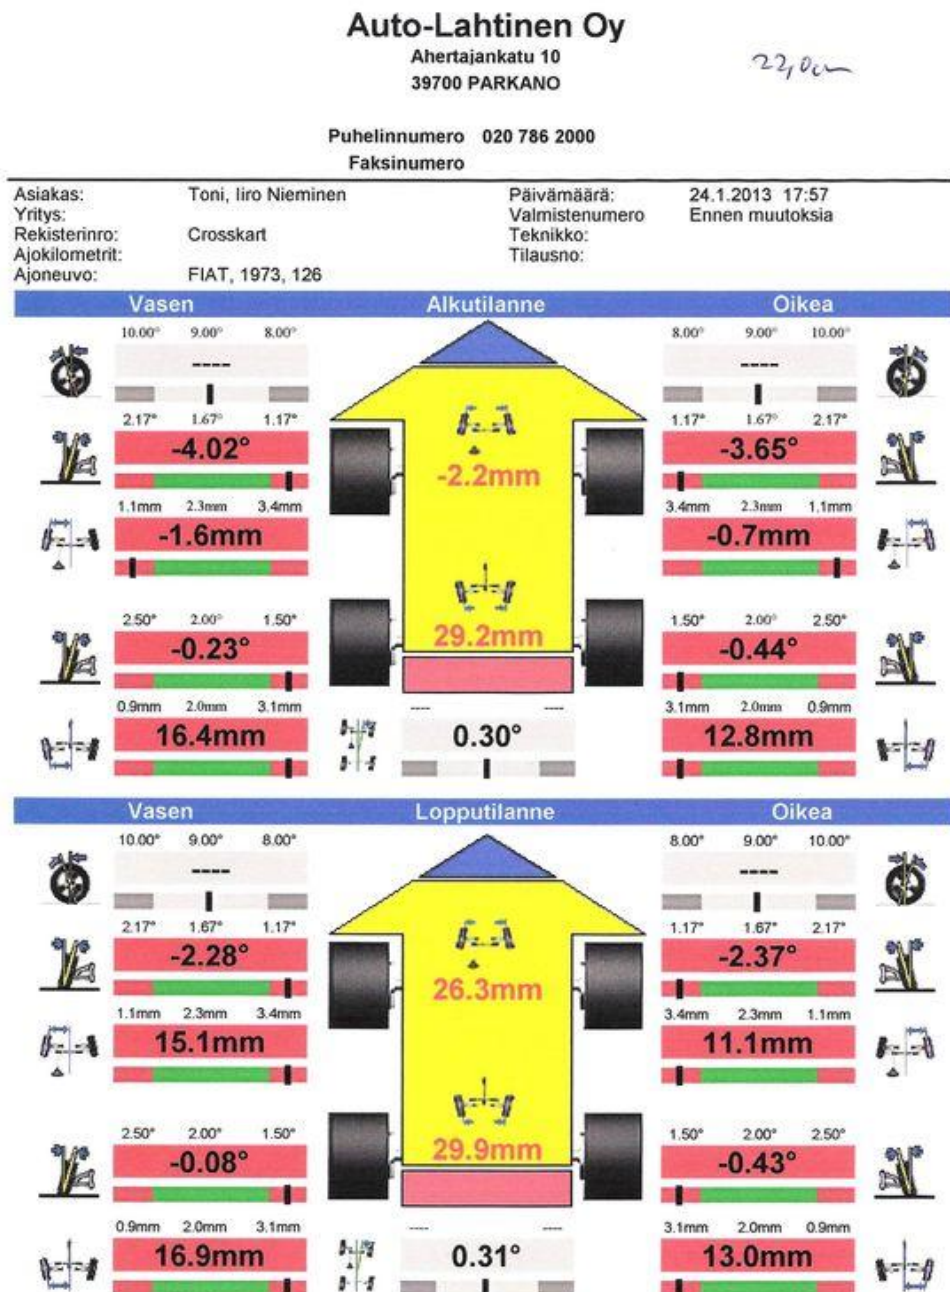 Auto-Lahtinen Oy
Ahertajankatu 10
39700 PARKANO
22,0cm
Puhelinnumero 020 786 2000
Faksinumero
Asiakas: Toni, Iiro Nieminen Päivämäärä: 24.1.2013 17:57
Yritys: Valmistenumero Ennen muutoksia
Rekisterinro: Crosskart Teknikko:
Ajokilometrit: Tilausno:
Ajoneuvo: FIAT, 1973, 126
Vasen Alkutilanne Oikea
10.00° 9.00° 8.00° 8.00° 9.00° 10.00°
---- ----
2.17° 1.67° 1.17° 1.17° 1.67° 2.17°
-4.02° -3.65°
-2.2mm
1.1mm 2.3mm 3.4mm 3.4mm 2.3mm 1.1mm
-1.6mm -0.7mm
2.50° 2.00° 1.50° 1.50° 2.00° 2.50°
-0.23° 29.2mm -0.44°
0.9mm 2.0mm 3.1mm ---- ---- 3.1mm 2.0mm 0.9mm
16.4mm 0.30° 12.8mm
Vasen Lopputilanne Oikea
10.00° 9.00° 8.00° 8.00° 9.00° 10.00°
---- ----
2.17° 1.67° 1.17° 1.17° 1.67° 2.17°
-2.28° -2.37°
26.3mm
1.1mm 2.3mm 3.4mm 3.4mm 2.3mm 1.1mm
15.1mm 11.1mm
2.50° 2.00° 1.50° 1.50° 2.00° 2.50°
-0.08° 29.9mm -0.43°
0.9mm 2.0mm 3.1mm ---- ---- 3.1mm 2.0mm 0.9mm
16.9mm 0.31° 13.0mm